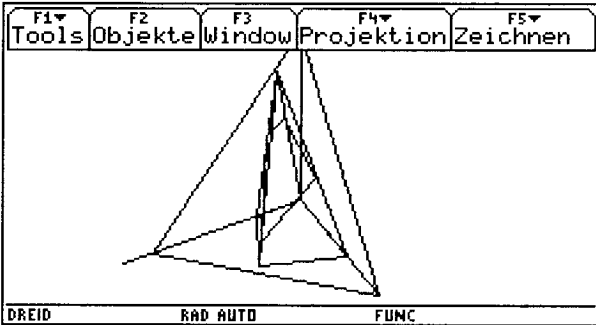 F1▼ F2 F3 F4▼ F5▼
Tools Objekte Window Projektion Zeichnen
DREID RAD AUTO FUNC